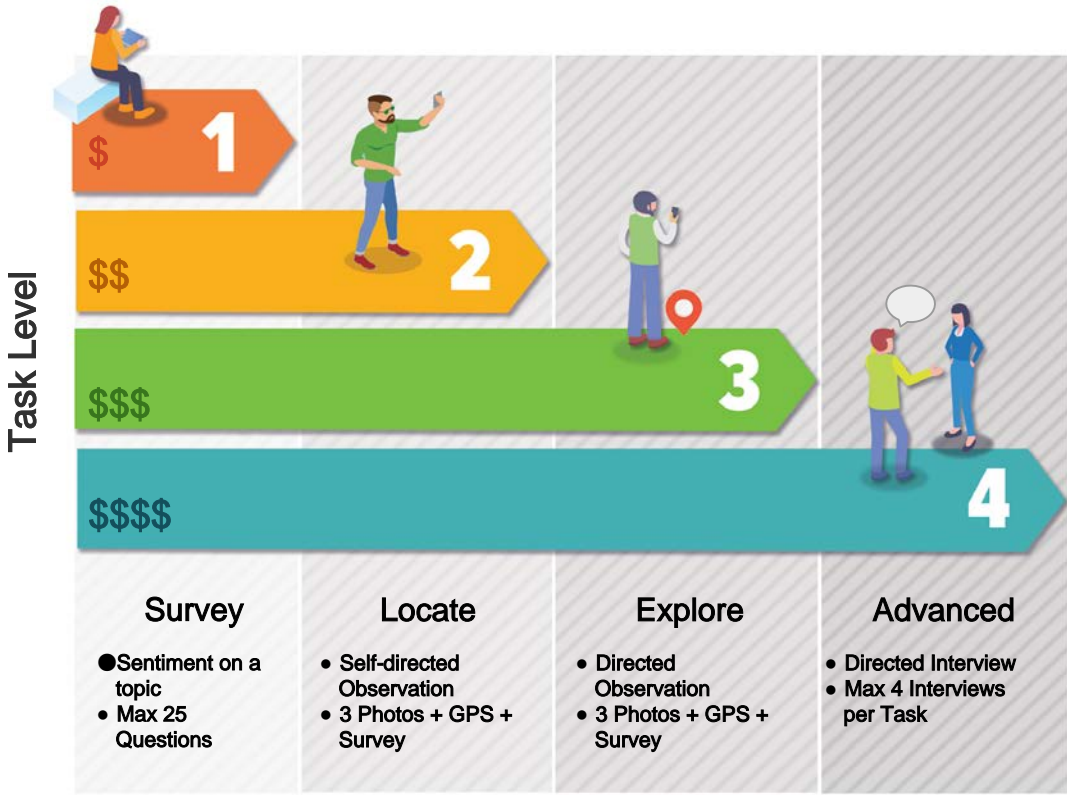 Task Level
$
1
$$
2
$$$
3
$$$$
4
Survey
●Sentiment on a
topic
● Max 25
Questions
Locate
● Self-directed
Observation
● 3 Photos + GPS +
Survey
Explore
● Directed
Observation
● 3 Photos + GPS +
Survey
Advanced
● Directed Interview
● Max 4 Interviews
per Task